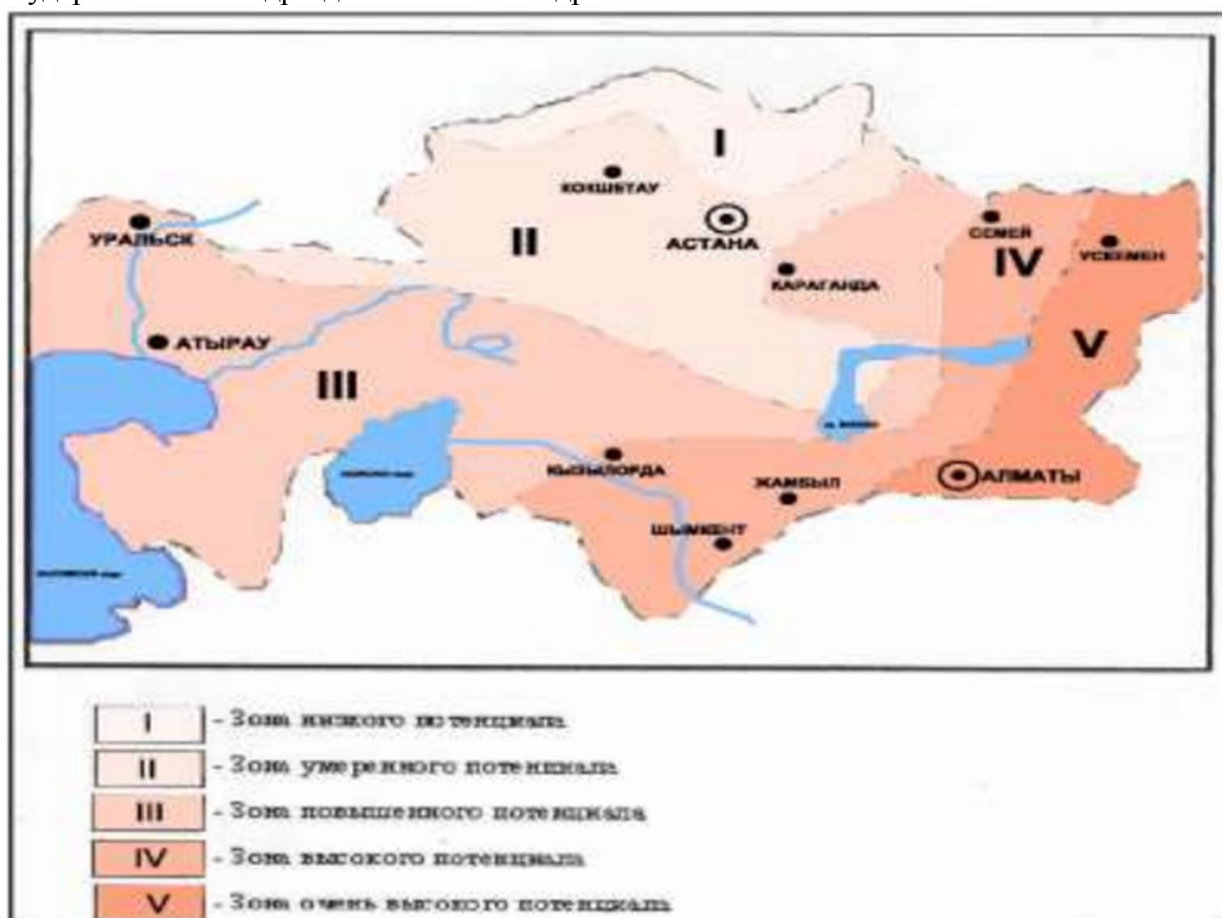 I
КОКШЕТАУ
АСТАНА
II
УРАЛЬСК
СЕМЕЙ
IV
УСКЕМЕН
КАРАГАНДА
АТЫРАУ
V
III
КЫЗЫЛОРДА
ЖАМБЫЛ
АЛМАТЫ
ШЫМКЕНТ
I - Зона низкого потенциала
II - Зона умеренного потенциала
III - Зона повышенного потенциала
IV - Зона высокого потенциала
V - Зона очень высокого потенциала